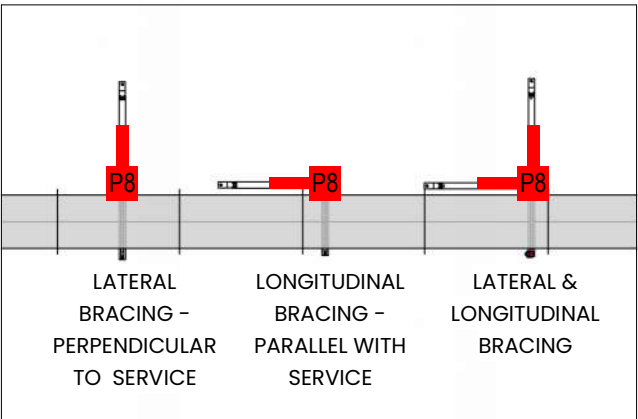 P8
P8
P8
LATERAL
BRACING -
PERPENDICULAR
TO SERVICE
LONGITUDINAL
BRACING -
PARALLEL WITH
SERVICE
LATERAL &
LONGITUDINAL
BRACING